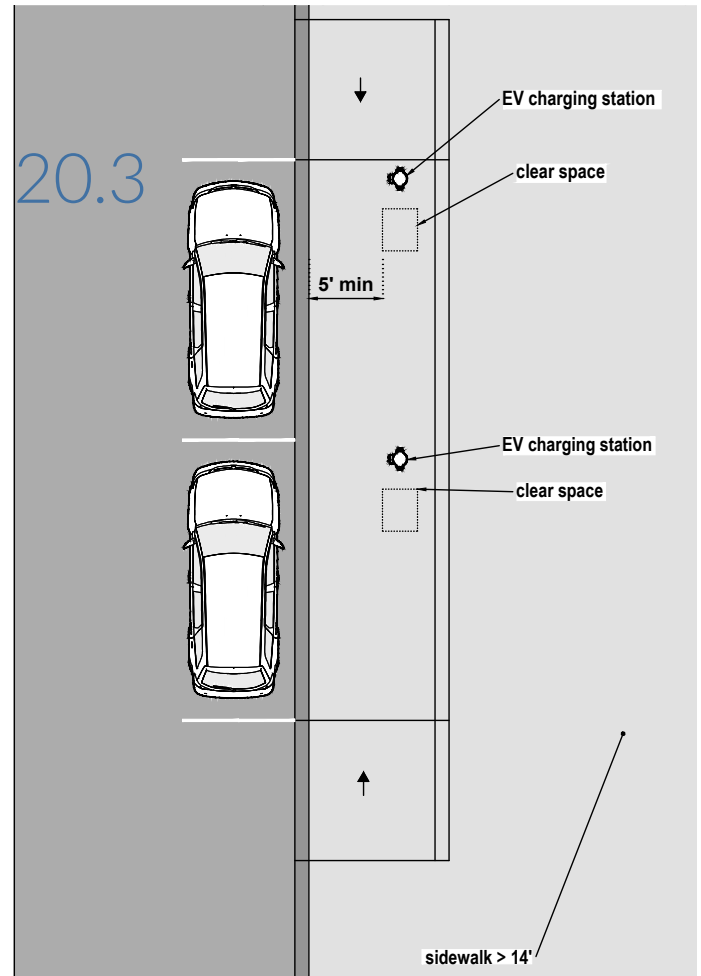 EV charging station
20.3
clear space
5' min
EV charging station
clear space
sidewalk > 14'